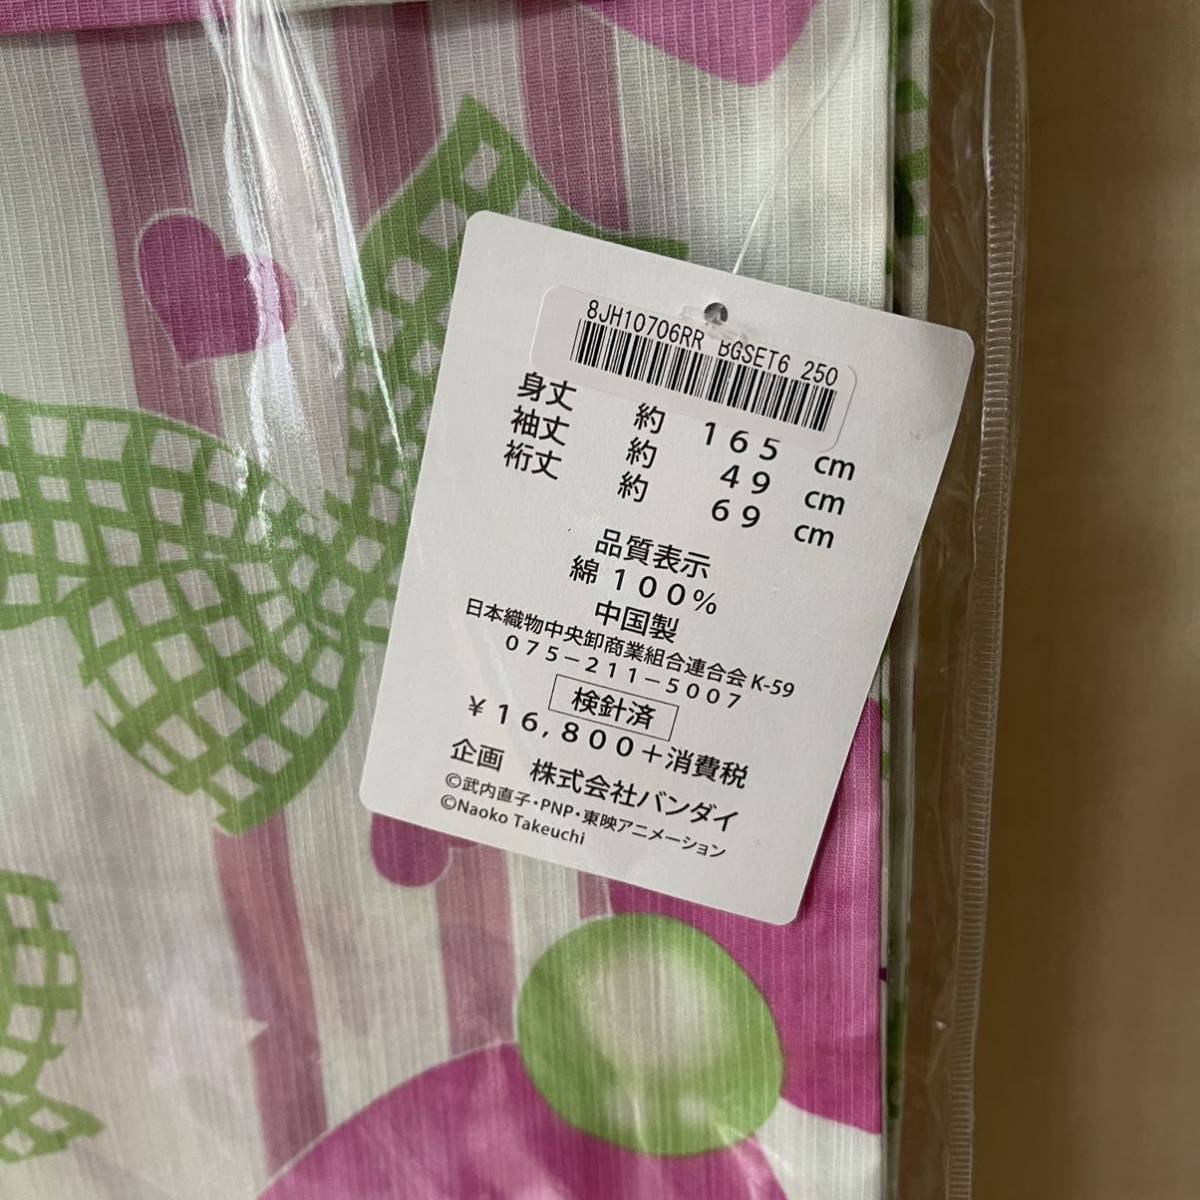 8JH10706RR BGSET6 250
身丈 約 165 cm
袖丈 約 49 cm
裄丈 約 69 cm
品質表示
綿100%
中国製
日本織物中央卸商業組合連合会 K-59
075-211-5007
検針済
¥16,800+消費税
企画 株式会社バンダイ
©武内直子・PNP・東映アニメーション
©Naoko Takeuchi